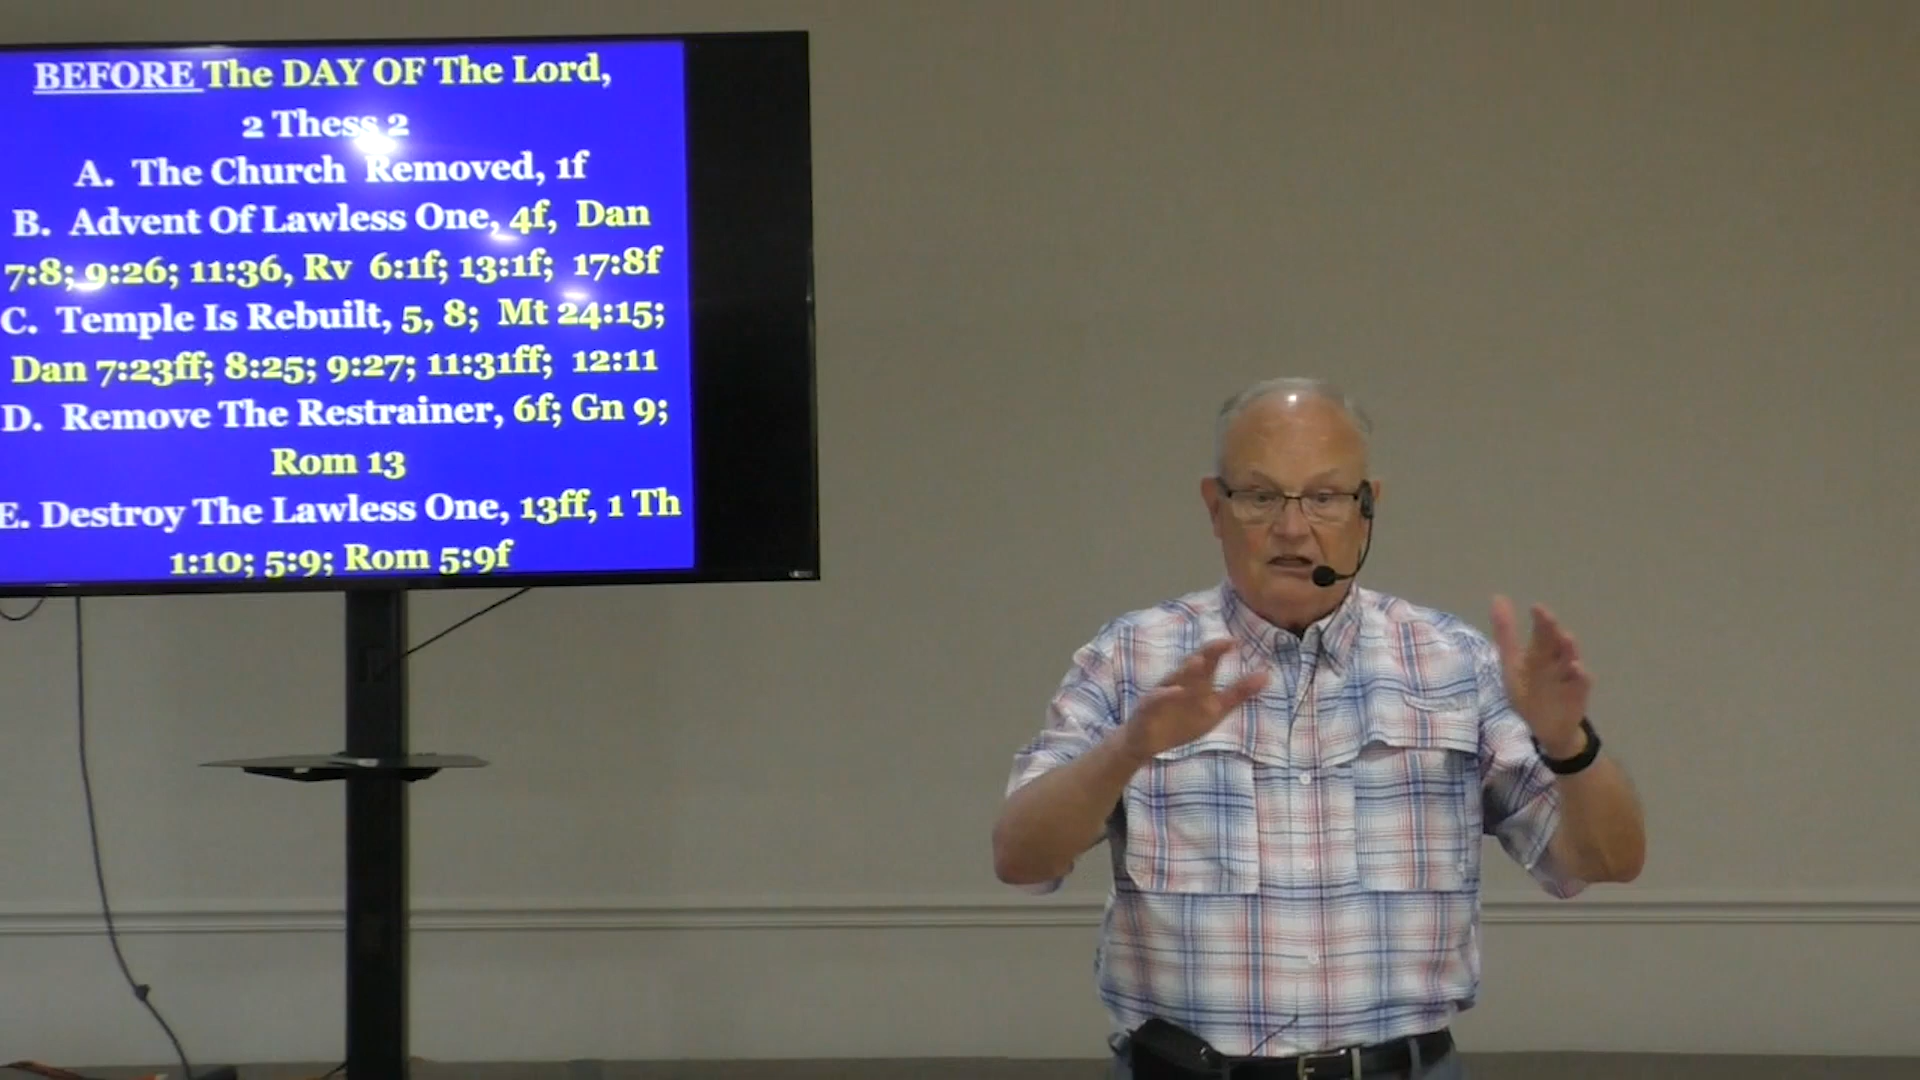 BEFORE The DAY OF The Lord,
2 Thess 2
A. The Church Removed, 1f
B. Advent Of Lawless One, 4f, Dan
7:8; 9:26; 11:36, Rv 6:1f; 13:1f; 17:8f
C. Temple Is Rebuilt, 5, 8; Mt 24:15;
Dan 7:23ff; 8:25; 9:27; 11:31ff; 12:11
D. Remove The Restrainer, 6f; Gn 9;
Rom 13
E. Destroy The Lawless One, 13ff, 1 Th
1:10; 5:9; Rom 5:9f